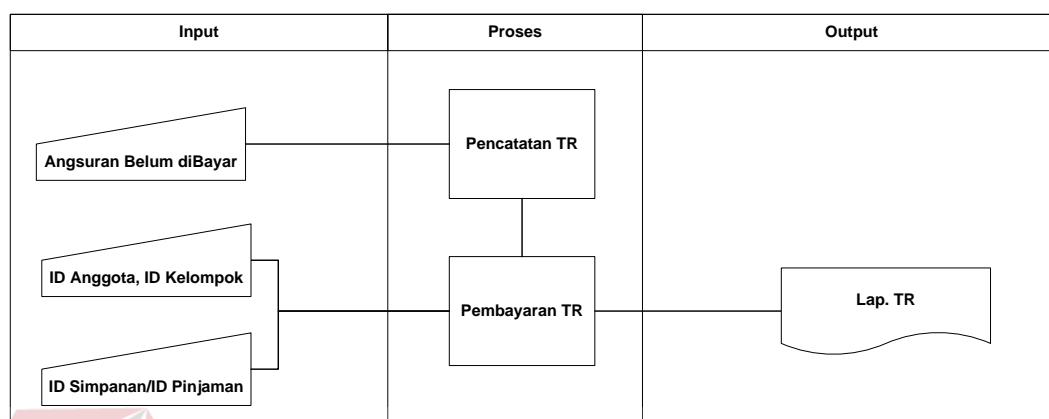 Input
Proses
Output
Angsuran Belum diBayar
Pencatatan TR
ID Anggota, ID Kelompok
Pembayaran TR
Lap. TR
ID Simpanan/ID Pinjaman